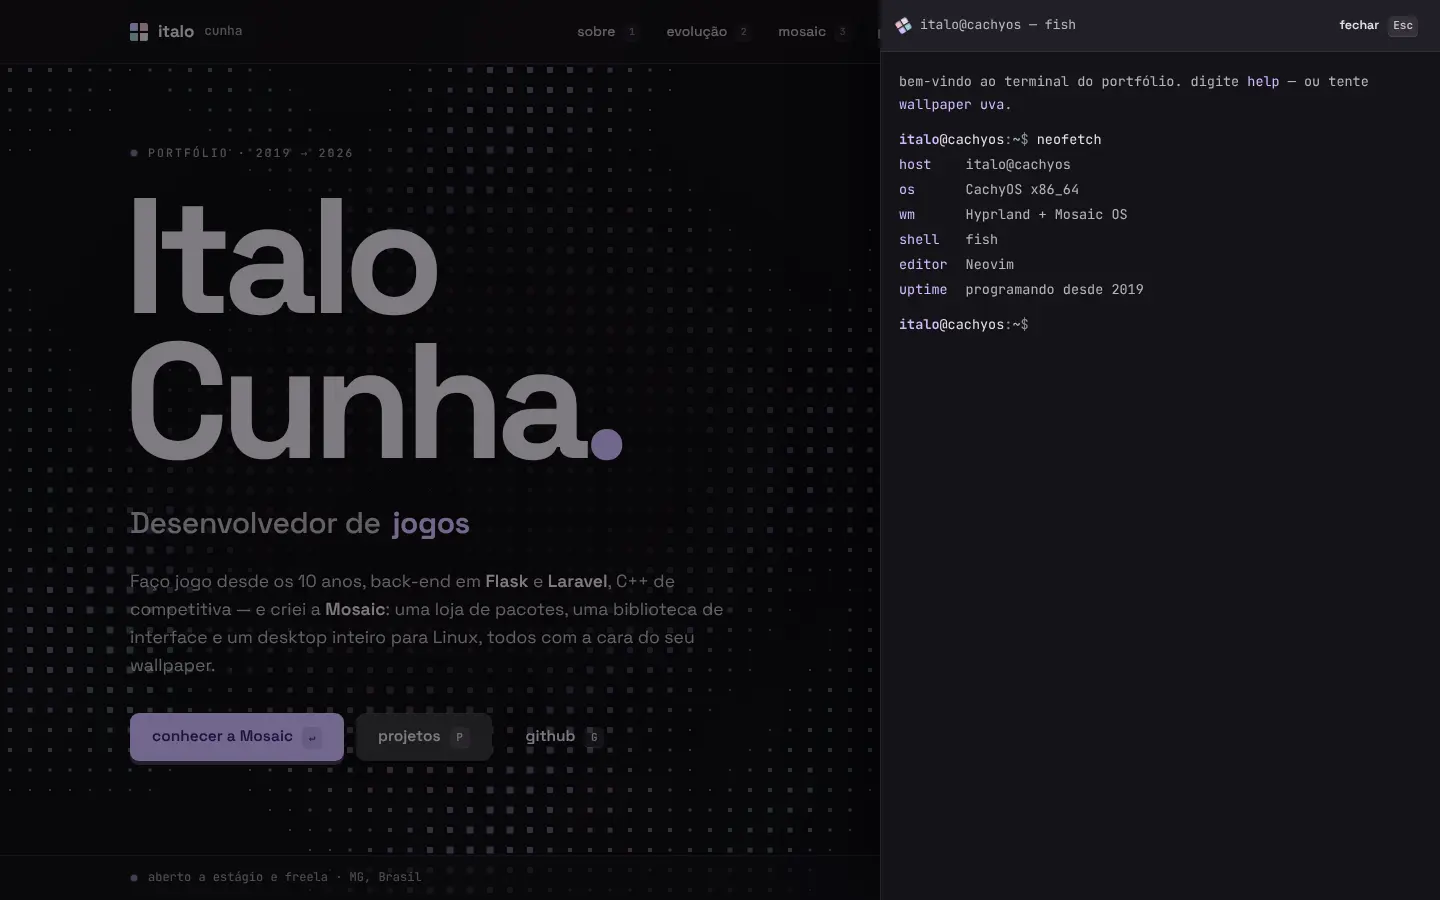 italo cunha
sobre 1 evolução 2 mosaic 3
PORTFÓLIO · 2019 → 2026
Italo
Cunha.
Desenvolvedor de jogos
Faço jogo desde os 10 anos, back-end em Flask e Laravel, C++ de
competitiva — e criei a Mosaic: uma loja de pacotes, uma biblioteca de
interface e um desktop inteiro para Linux, todos com a cara do seu
wallpaper.
conhecer a Mosaic ↵ projetos P github G
aberto a estágio e freela · MG, Brasil
italo@cachyos — fish
fechar Esc
bem-vindo ao terminal do portfólio. digite help — ou tente
wallpaper uva.
italo@cachyos:~$ neofetch
host italo@cachyos
os CachyOS x86_64
wm Hyprland + Mosaic OS
shell fish
editor Neovim
uptime programando desde 2019
italo@cachyos:~$